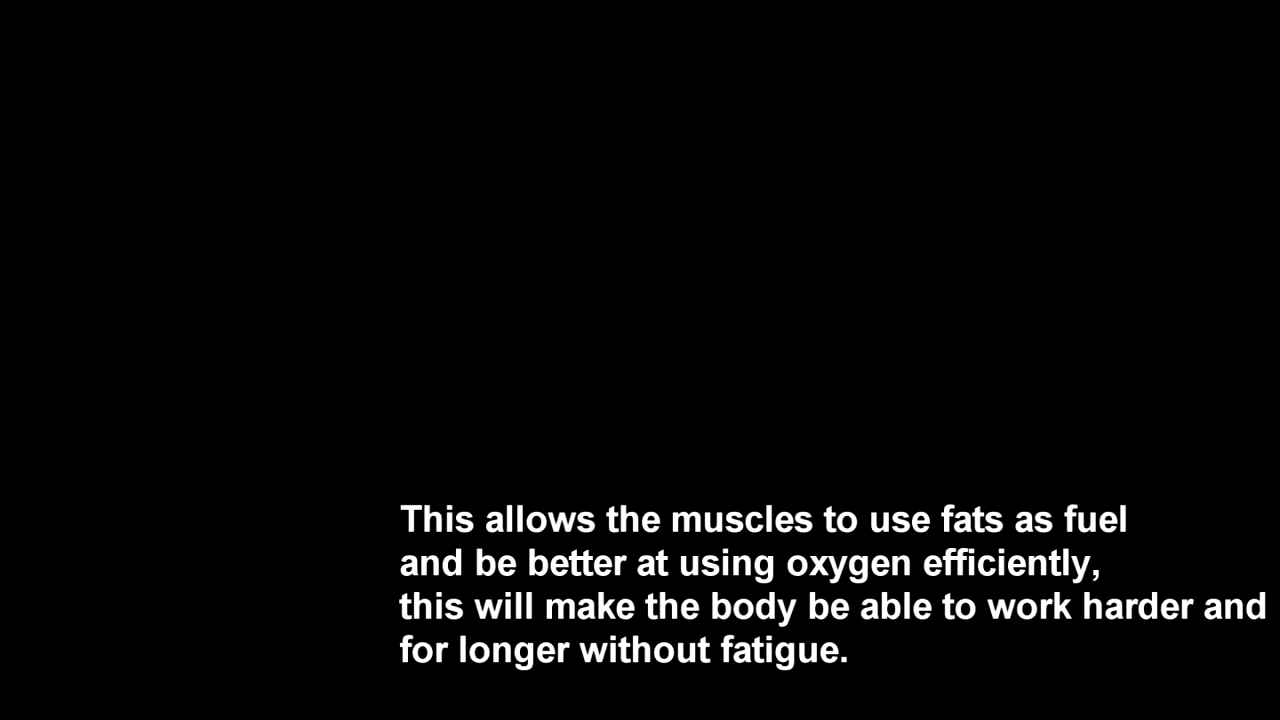 This allows the muscles to use fats as fuel
and be better at using oxygen efficiently,
this will make the body be able to work harder and
for longer without fatigue.